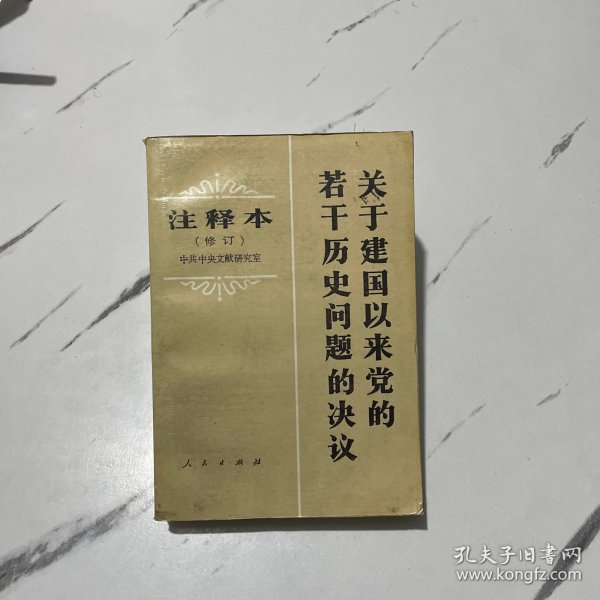 关于建国以来党的
若干历史问题的决议
注释本
(修订)
中共中央文献研究室
人民出版社
孔夫子旧书网
www.kongfz.com